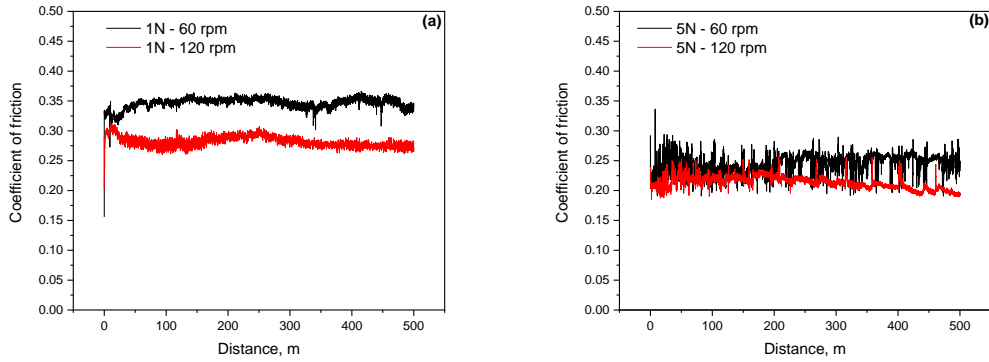 (a)
1N - 60 rpm
1N - 120 rpm
0.50
0.45
0.40
0.35
0.30
0.25
0.20
0.15
0.10
0.05
0.00
Coefficient of friction
0 100 200 300 400 500
Distance, m
(b)
5N - 60 rpm
5N - 120 rpm
0.50
0.45
0.40
0.35
0.30
0.25
0.20
0.15
0.10
0.05
0.00
Coefficient of friction
0 100 200 300 400 500
Distance, m